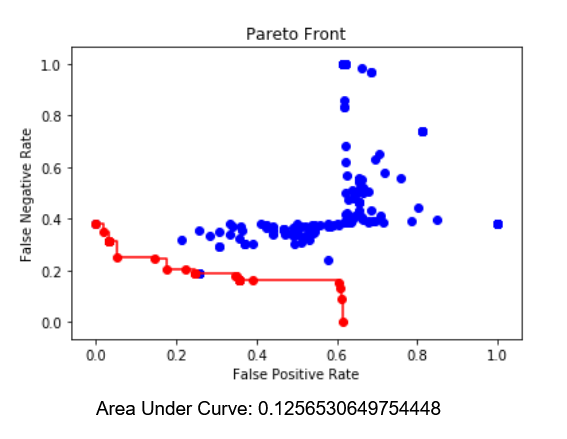 Pareto Front
1.0
0.8
0.6
0.4
0.2
0.0
False Negative Rate
0.0 0.2 0.4 0.6 0.8 1.0
False Positive Rate
Area Under Curve: 0.1256530649754448